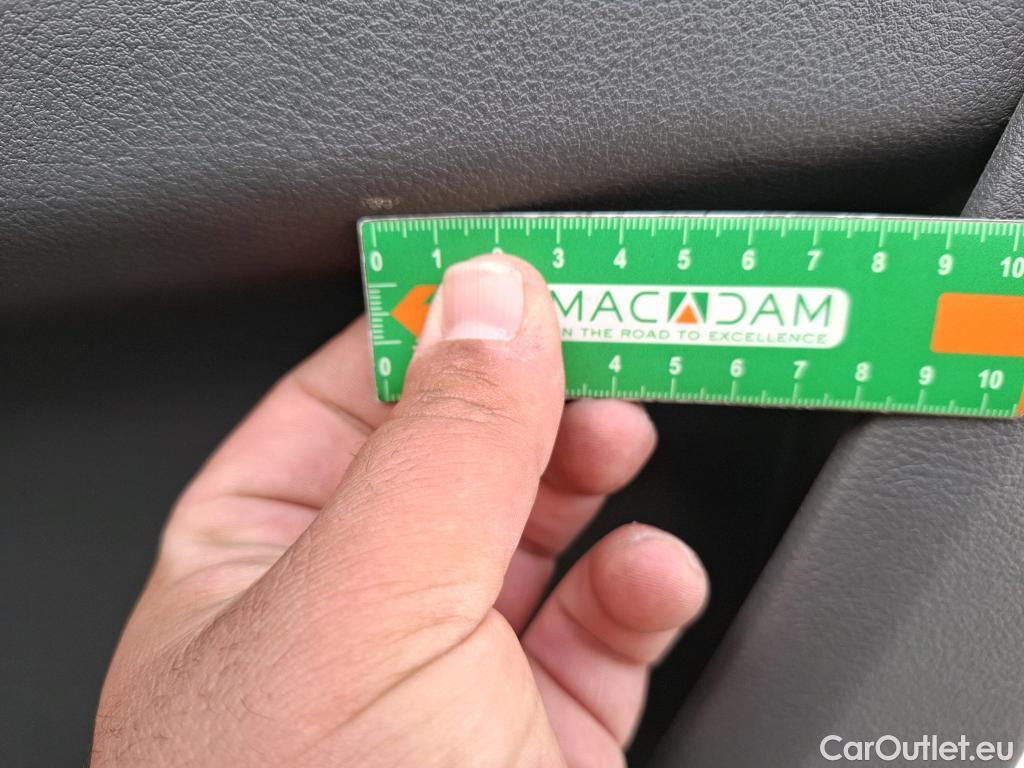 0 1 2 3 4 5 6 7 8 9 10
MACADAM
N THE ROAD TO EXCELLENCE
0 4 5 6 7 8 9 10
CarOutlet.eu